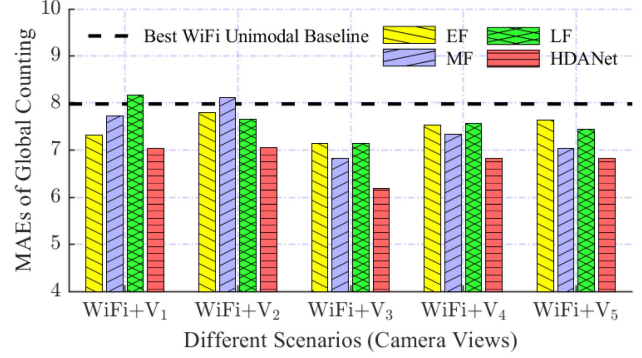 10
9
8
7
6
5
4
MAEs of Global Counting
Best WiFi Unimodal Baseline
EF
LF
MF
HDANet
WiFi+V₁
WiFi+V₂
WiFi+V₃
WiFi+V₄
WiFi+V₅
Different Scenarios (Camera Views)